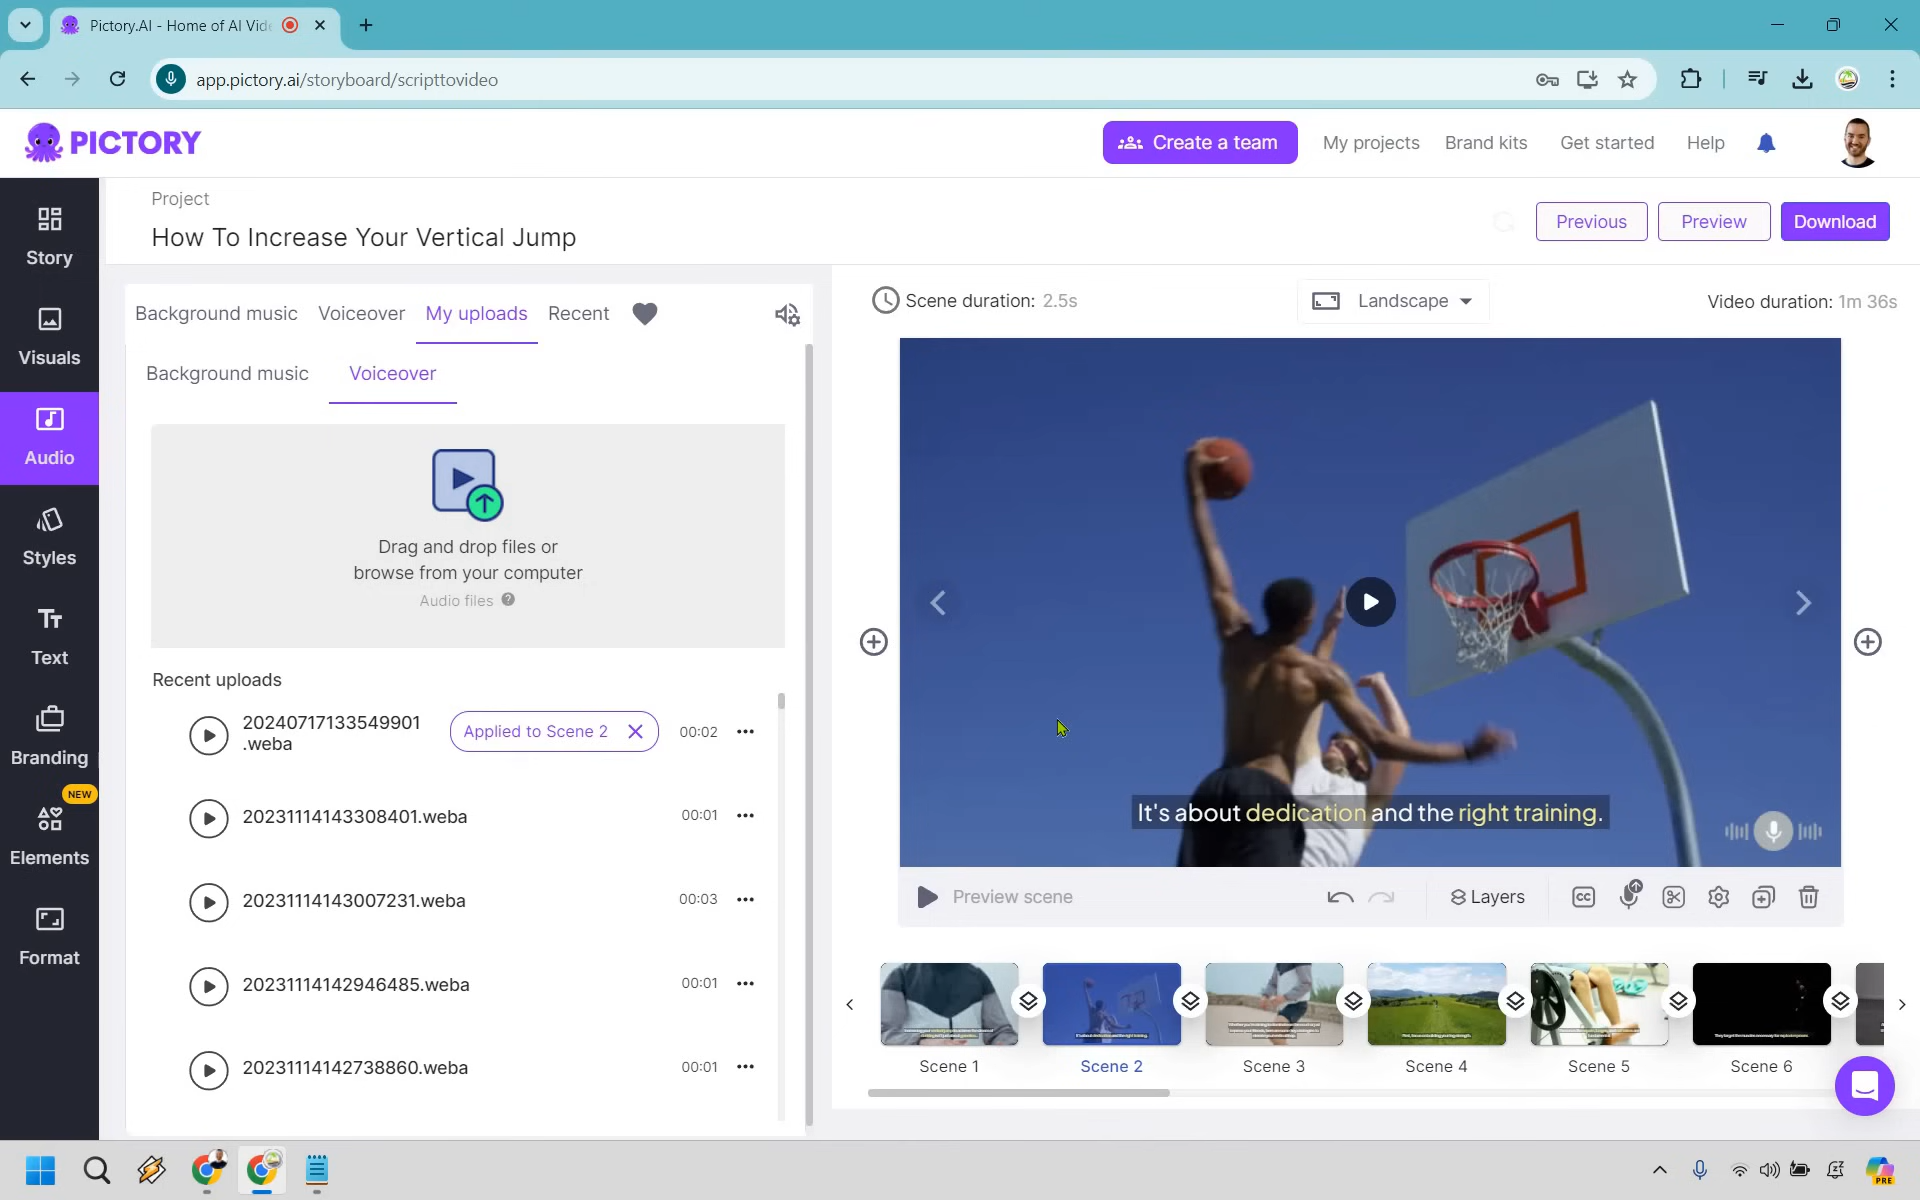 Pictory.AI - Home of AI Vide
app.pictory.ai/storyboard/scripttovideo
PICTORY
Create a team
My projects
Brand kits
Get started
Help
Story
Visuals
Audio
Styles
Text
Branding
NEW
Elements
Format
Project
How To Increase Your Vertical Jump
Previous
Preview
Download
Background music
Voiceover
My uploads
Recent
Background music
Voiceover
Drag and drop files or
browse from your computer
Audio files
Recent uploads
20240717133549901
.weba
Applied to Scene 2
00:02
20231114143308401.weba
00:01
20231114143007231.weba
00:03
20231114142946485.weba
00:01
20231114142738860.weba
00:01
Scene duration: 2.5s
Landscape
Video duration: 1m 36s
It's about dedication and the right training.
Preview scene
Layers
CC
Scene 1
Scene 2
Scene 3
Scene 4
Scene 5
Scene 6
PRE